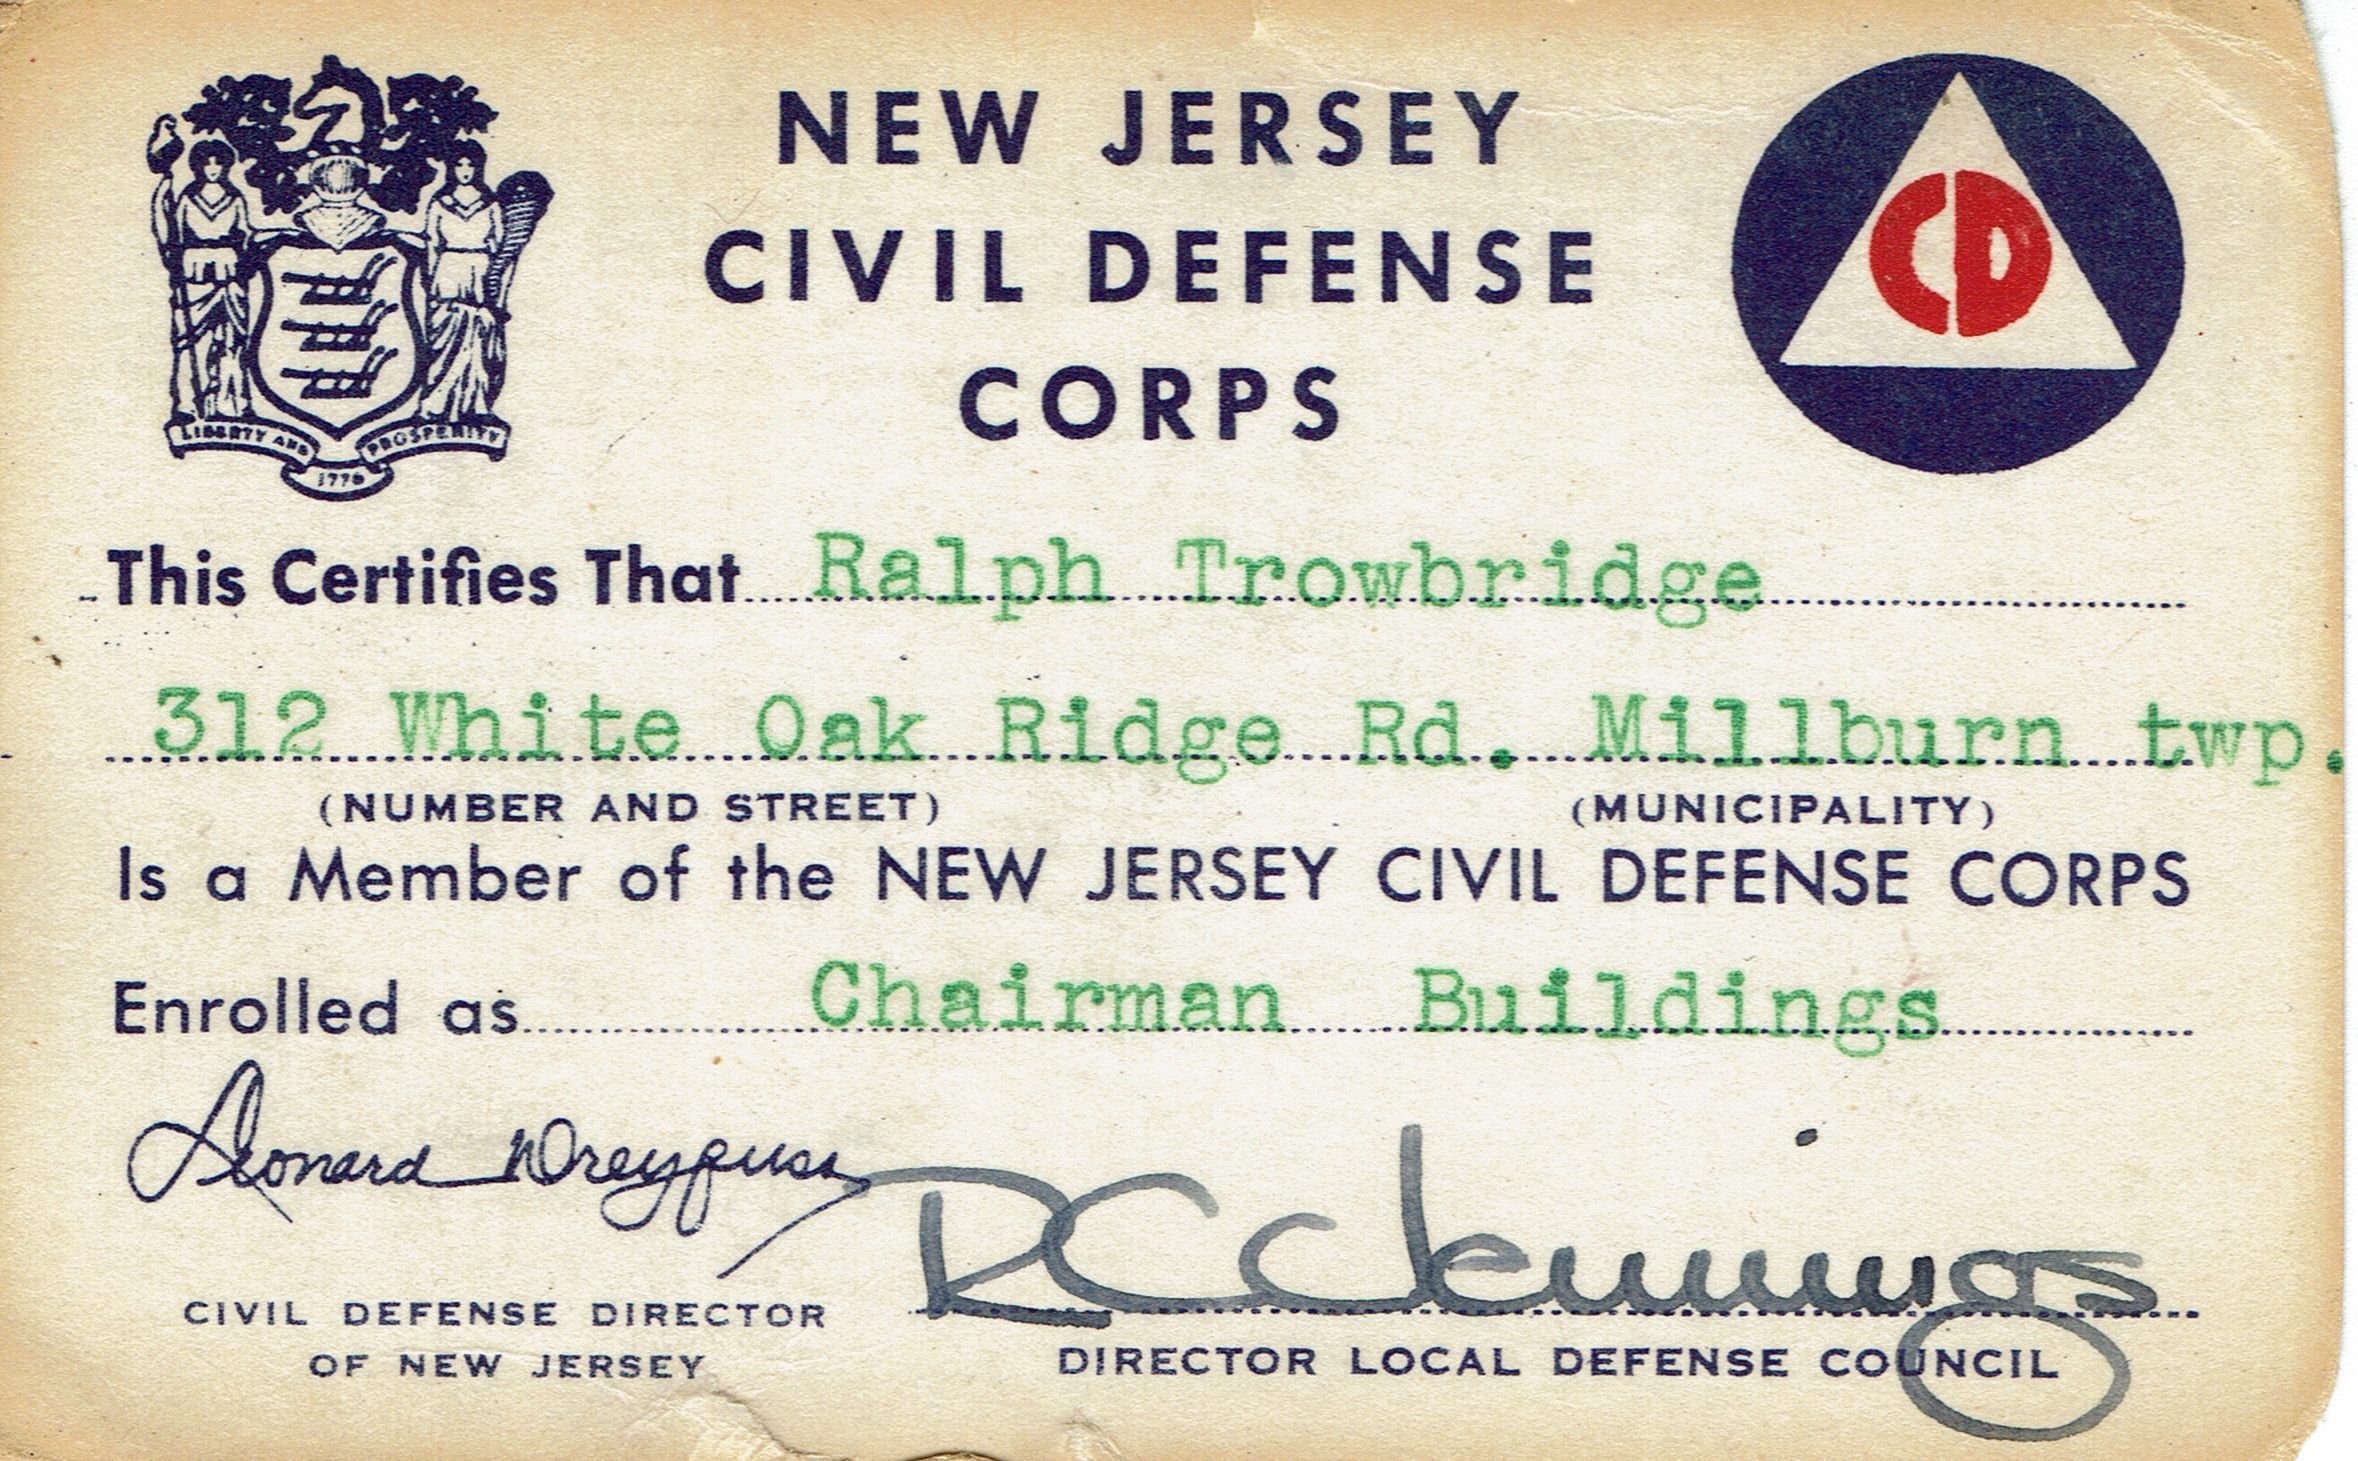 NEW JERSEY
CIVIL DEFENSE
CORPS
CD
LIBERTY AND PROSPERITY
1776
This Certifies That Ralph Trowbridge
312 White Oak Ridge Rd. Millburn twp.
(NUMBER AND STREET) (MUNICIPALITY)
Is a Member of the NEW JERSEY CIVIL DEFENSE CORPS
Enrolled as Chairman Buildings
Leonard Dreyfuss
RC Jennings
CIVIL DEFENSE DIRECTOR
OF NEW JERSEY
DIRECTOR LOCAL DEFENSE COUNCIL